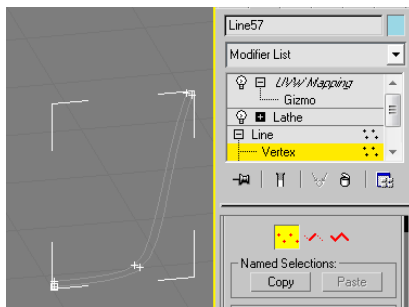 Line57
Modifier List
UVW Mapping
Gizmo
Lathe
Line
Vertex
Named Selections:
Copy Paste